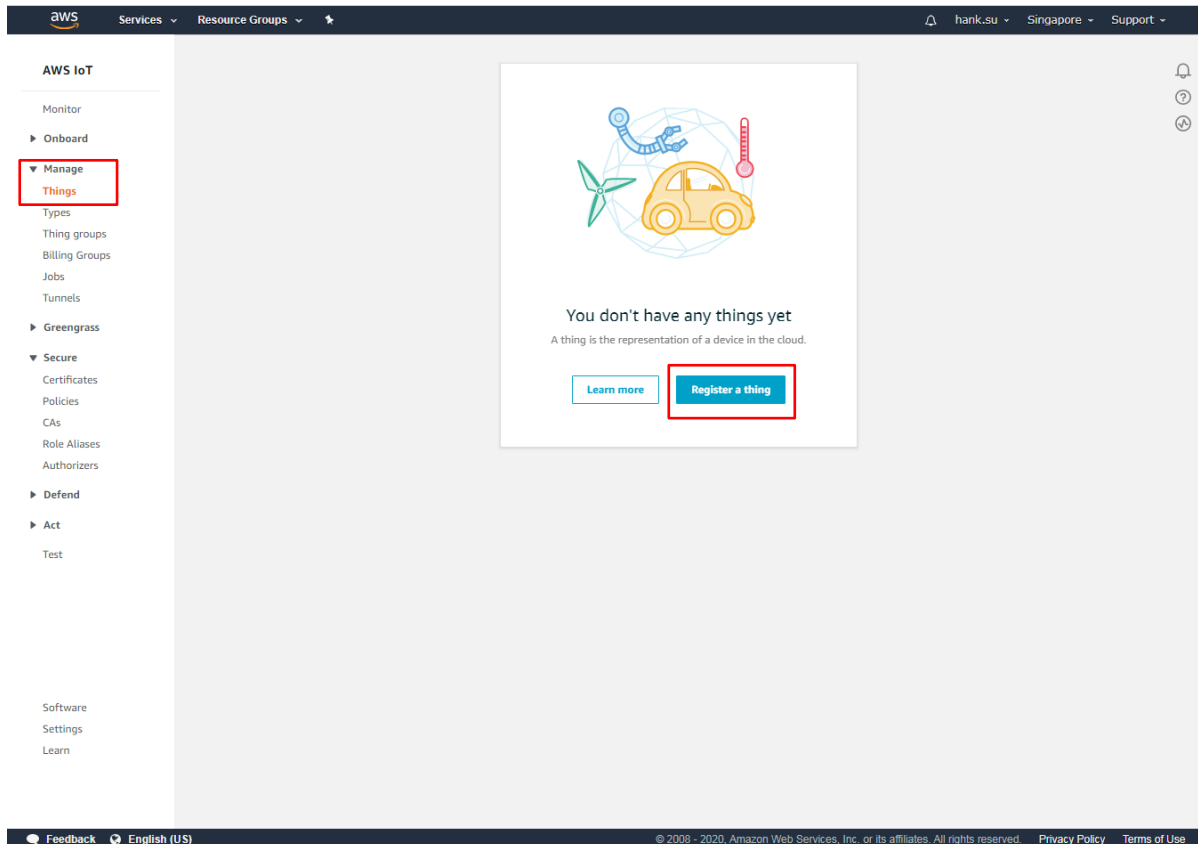 aws Services Resource Groups hank.su Singapore Support
AWS IoT
Monitor
Onboard
Manage
Things
Types
Thing groups
Billing Groups
Jobs
Tunnels
Greengrass
Secure
Certificates
Policies
CAs
Role Aliases
Authorizers
Defend
Act
Test
Software
Settings
Learn
You don't have any things yet
A thing is the representation of a device in the cloud.
Learn more Register a thing
Feedback English (US) © 2008 - 2020, Amazon Web Services, Inc. or its affiliates. All rights reserved. Privacy Policy Terms of Use